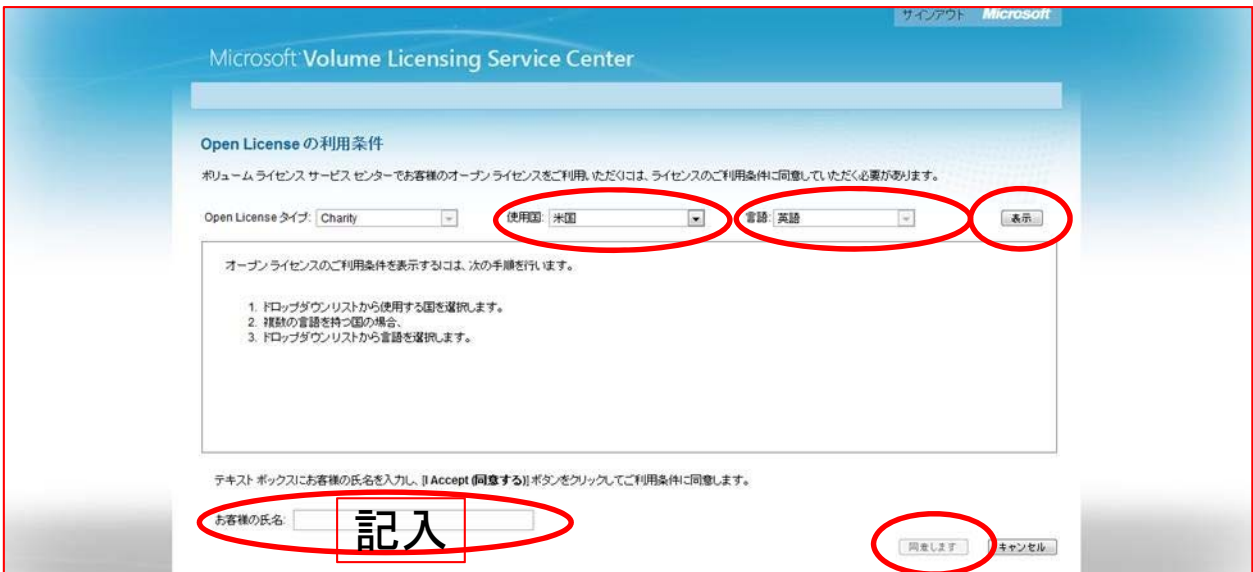 サインアウト Microsoft
Microsoft Volume Licensing Service Center
Open License の利用条件
ボリューム ライセンス サービス センターでお客様のオープン ライセンスをご利用いただくには、ライセンスのご利用条件に同意していただく必要があります。
Open License タイプ: Charity 使用国: 米国 言語: 英語 表示
オープン ライセンスのご利用条件を表示するには、次の手順を行います。
1. ドロップダウン リストから使用する国を選択します。
2. 複数の言語を持つ国の場合、
3. ドロップダウン リストから言語を選択します。
テキスト ボックスにお客様の氏名を入力し、[I Accept (同意する)] ボタンをクリックしてご利用条件に同意します。
お客様の氏名: 記入
同意します キャンセル